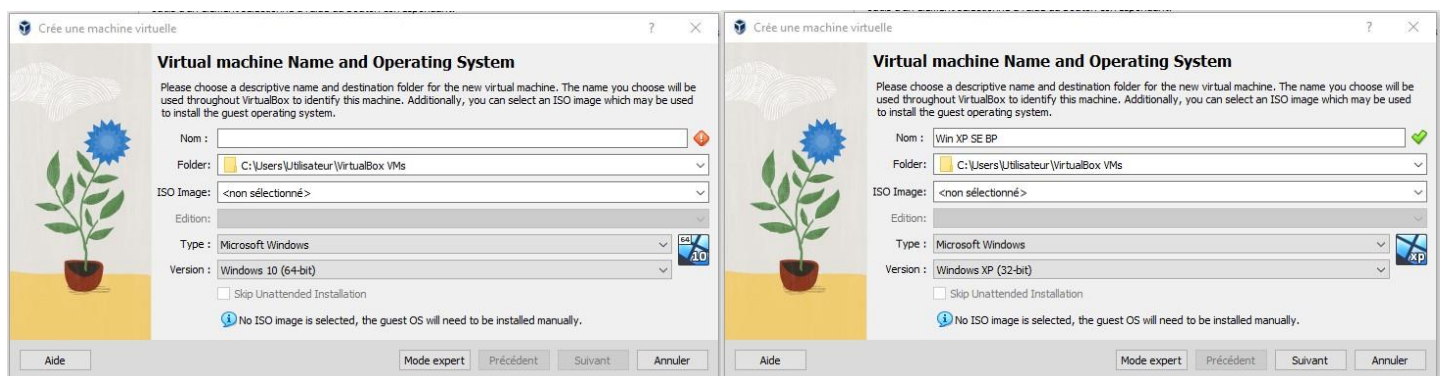 Crée une machine virtuelle
Virtual machine Name and Operating System
Please choose a descriptive name and destination folder for the new virtual machine. The name you choose will be
used throughout VirtualBox to identify this machine. Additionally, you can select an ISO image which may be used
to install the guest operating system.
Nom :
Folder: C:\Users\Utilisateur\VirtualBox VMs
ISO Image: <non sélectionné>
Edition:
Type : Microsoft Windows
64
10
Version : Windows 10 (64-bit)
Skip Unattended Installation
No ISO image is selected, the guest OS will need to be installed manually.
Aide Mode expert Précédent Suivant Annuler
Crée une machine virtuelle
Virtual machine Name and Operating System
Please choose a descriptive name and destination folder for the new virtual machine. The name you choose will be
used throughout VirtualBox to identify this machine. Additionally, you can select an ISO image which may be used
to install the guest operating system.
Nom : Win XP SE BP
Folder: C:\Users\Utilisateur\VirtualBox VMs
ISO Image: <non sélectionné>
Edition:
Type : Microsoft Windows
xp
Version : Windows XP (32-bit)
Skip Unattended Installation
No ISO image is selected, the guest OS will need to be installed manually.
Aide Mode expert Précédent Suivant Annuler